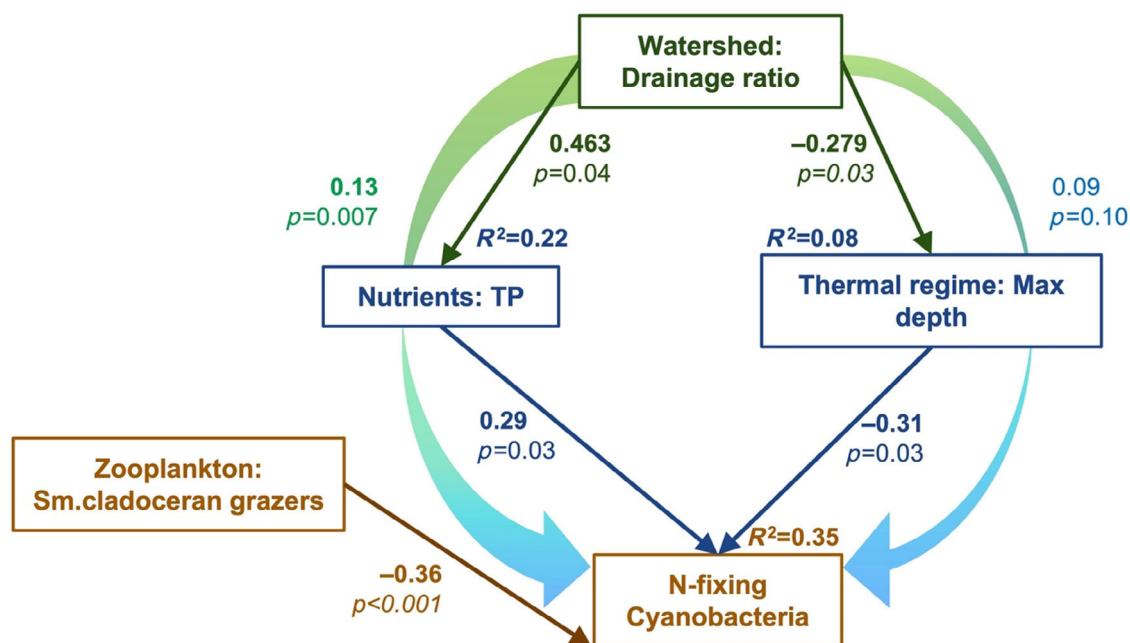 Watershed:
Drainage ratio
0.463
p=0.04
–0.279
p=0.03
0.13
p=0.007
0.09
p=0.10
R²=0.22
R²=0.08
Nutrients: TP
Thermal regime: Max
depth
0.29
p=0.03
–0.31
p=0.03
Zooplankton:
Sm.cladoceran grazers
R²=0.35
–0.36
p<0.001
N-fixing
Cyanobacteria